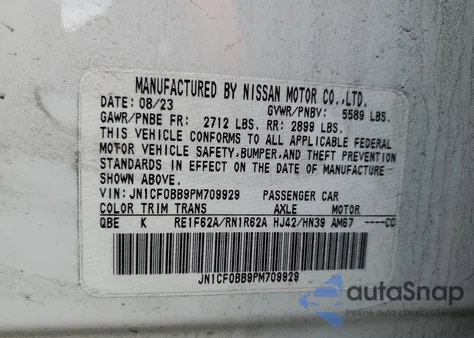 MANUFACTURED BY NISSAN MOTOR CO.,LTD.
DATE: 08/23 GVWR/PNBV: 5589 LBS.
GAWR/PNBE FR: 2712 LBS. RR: 2899 LBS.
THIS VEHICLE CONFORMS TO ALL APPLICABLE FEDERAL
MOTOR VEHICLE SAFETY, BUMPER, AND THEFT PREVENTION
STANDARDS IN EFFECT ON THE DATE OF MANUFACTURE
SHOWN ABOVE.
VIN: JN1CF0BB9PM709929 PASSENGER CAR
COLOR TRIM TRANS AXLE MOTOR
QBE K RE1F62A/RN1R62A HJ42/HN39 AM67 ----CC
JN1CF0BB9PM709929
autoSnap